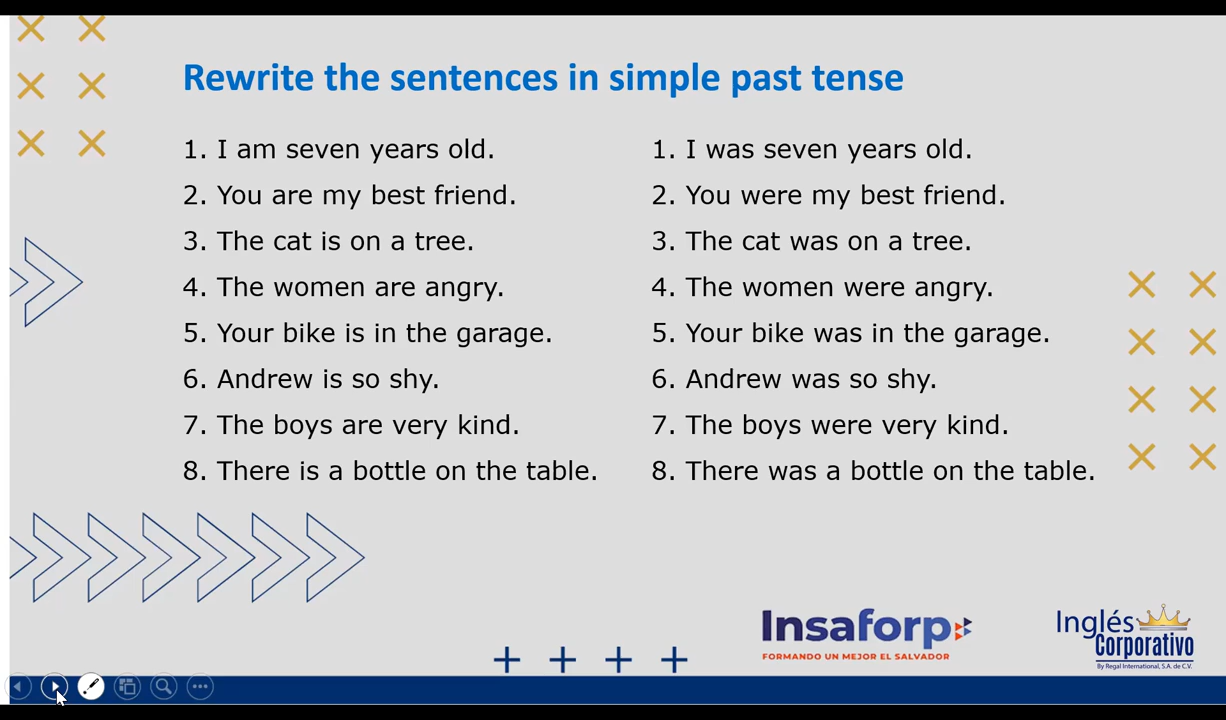 Rewrite the sentences in simple past tense
1. I am seven years old.
2. You are my best friend.
3. The cat is on a tree.
4. The women are angry.
5. Your bike is in the garage.
6. Andrew is so shy.
7. The boys are very kind.
8. There is a bottle on the table.
1. I was seven years old.
2. You were my best friend.
3. The cat was on a tree.
4. The women were angry.
5. Your bike was in the garage.
6. Andrew was so shy.
7. The boys were very kind.
8. There was a bottle on the table.
Insaforp
FORMANDO UN MEJOR EL SALVADOR
Inglés
Corporativo
By Regal International, S.A. de C.V.